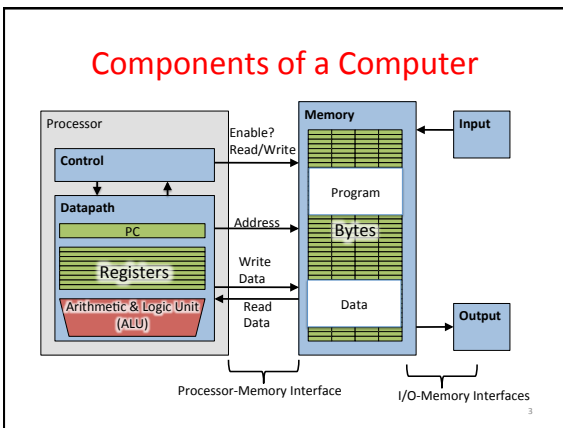 Components of a Computer
Processor
Control
Datapath
PC
Registers
Arithmetic & Logic Unit
(ALU)
Enable?
Read/Write
Address
Write
Data
Read
Data
Processor-Memory Interface
Memory
Program
Bytes
Data
Input
Output
I/O-Memory Interfaces
3